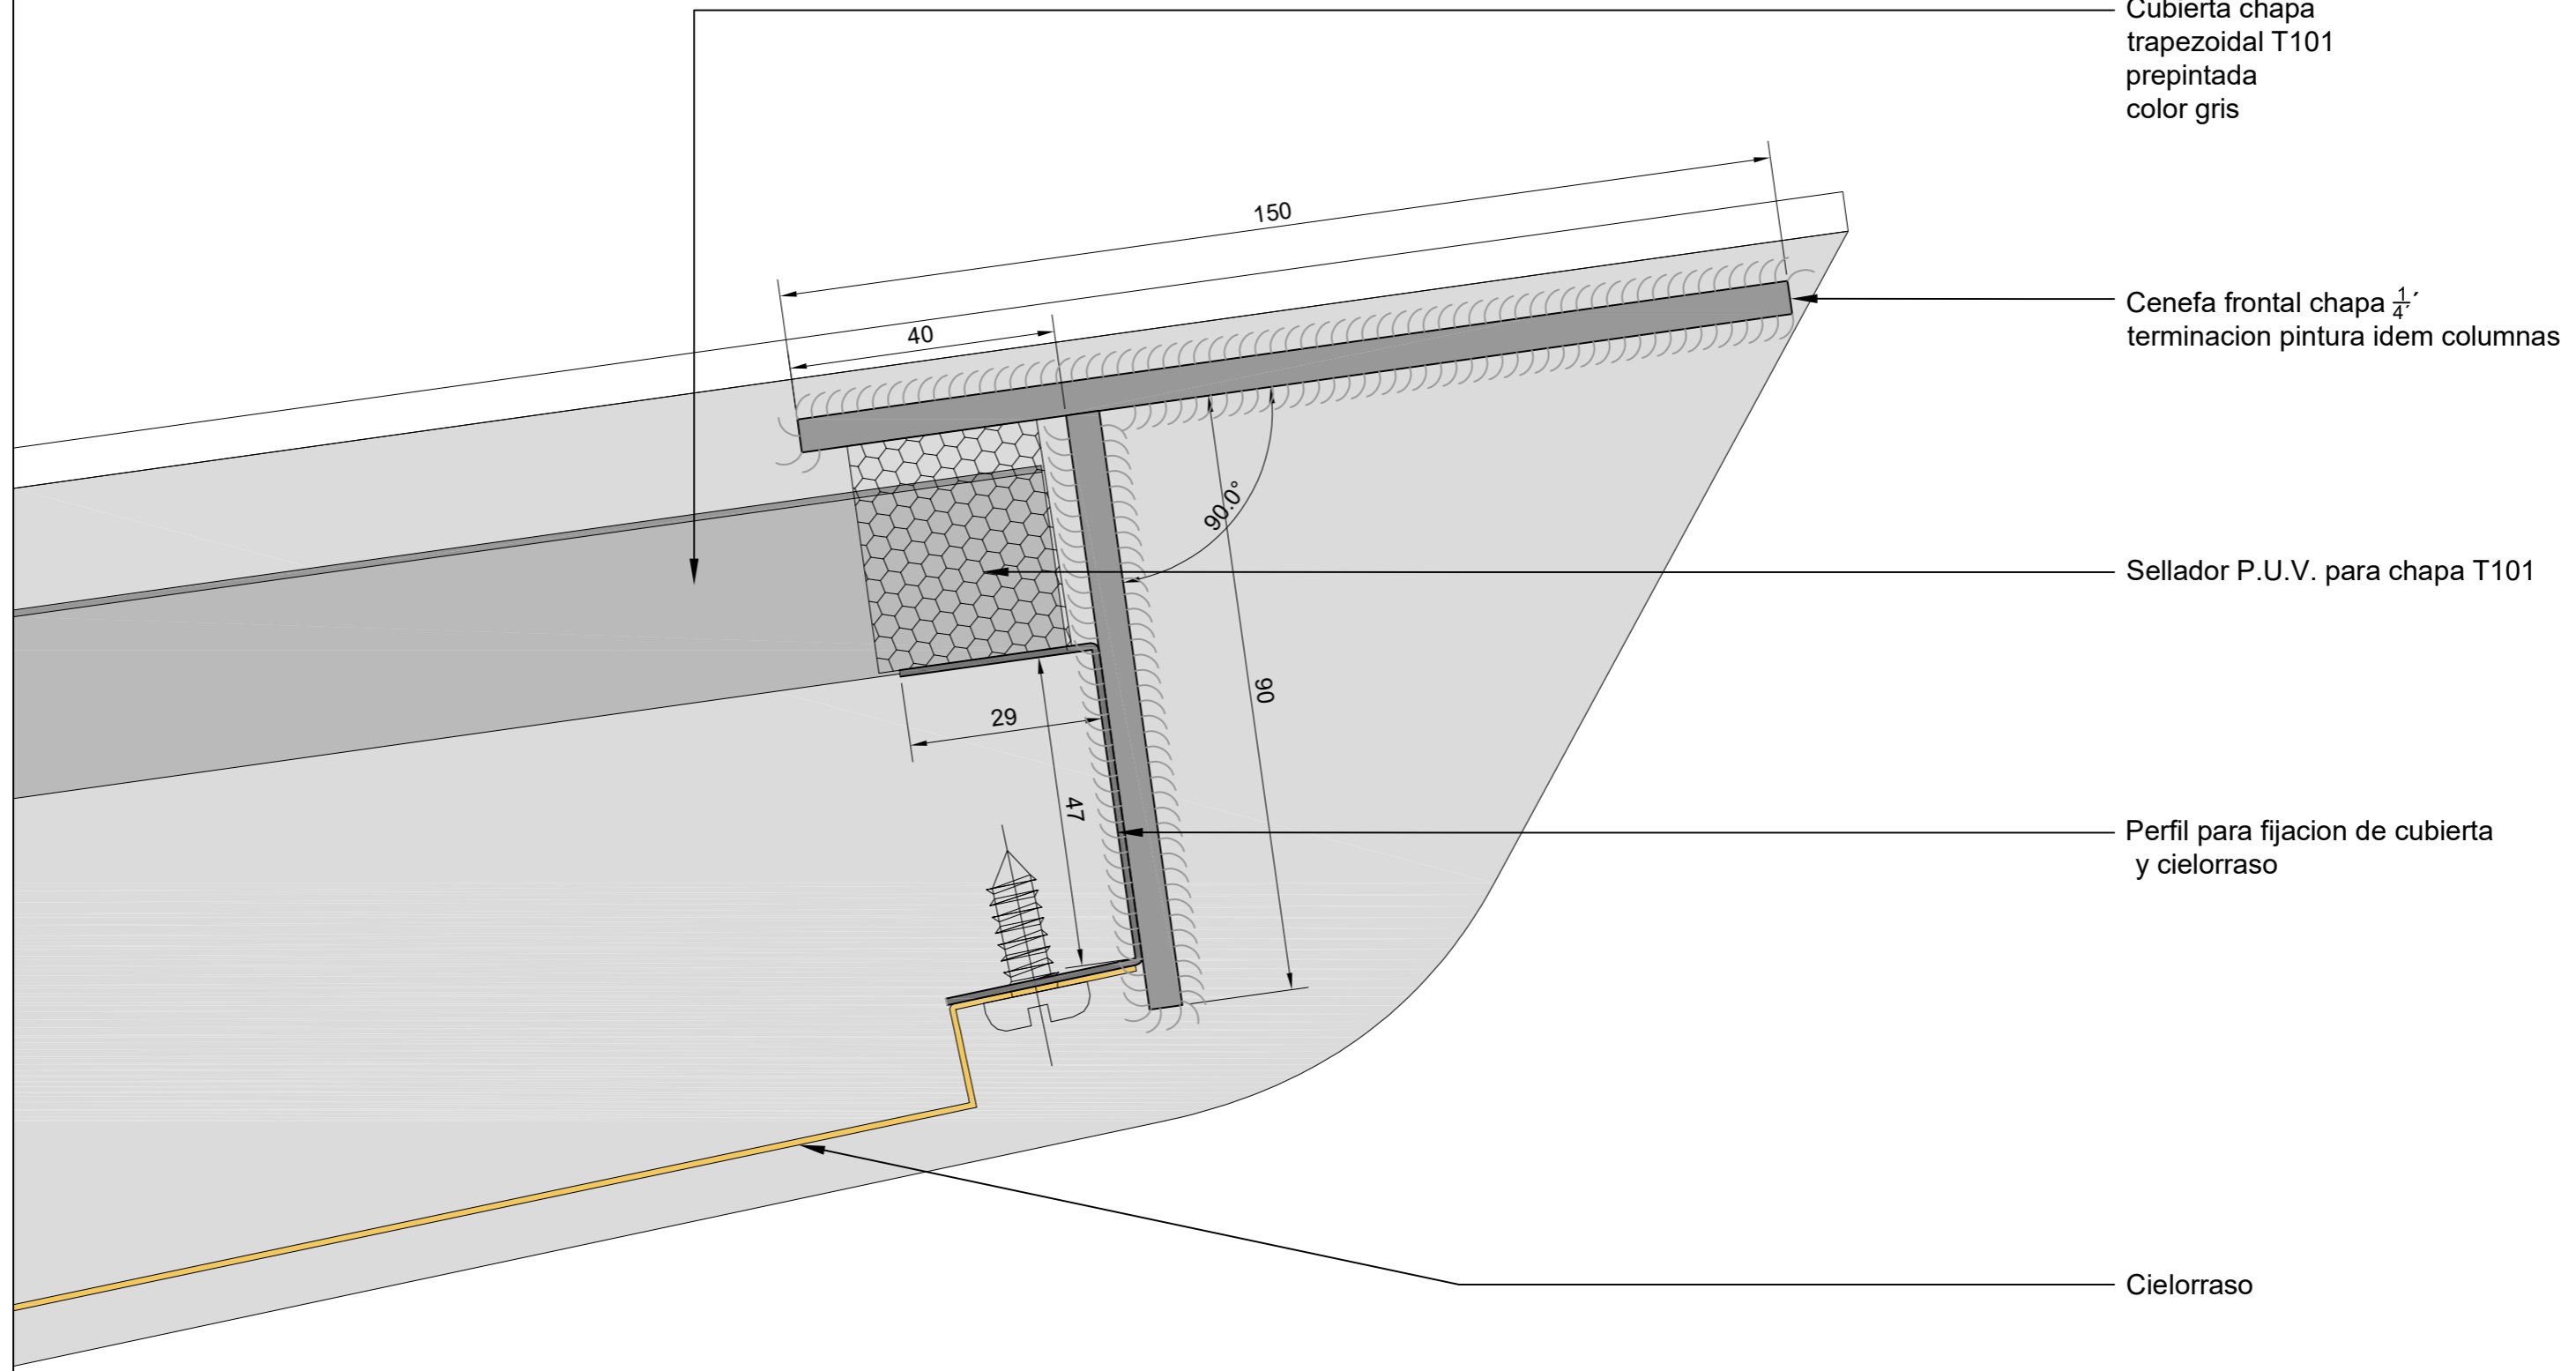 Cubierta chapa
trapezoidal T101
prepintada
color gris
150
40
Cenefa frontal chapa 1/4´´
terminacion pintura idem columnas
90.0°
Sellador P.U.V. para chapa T101
90
29
47
Perfil para fijacion de cubierta
y cielorraso
Cielorraso